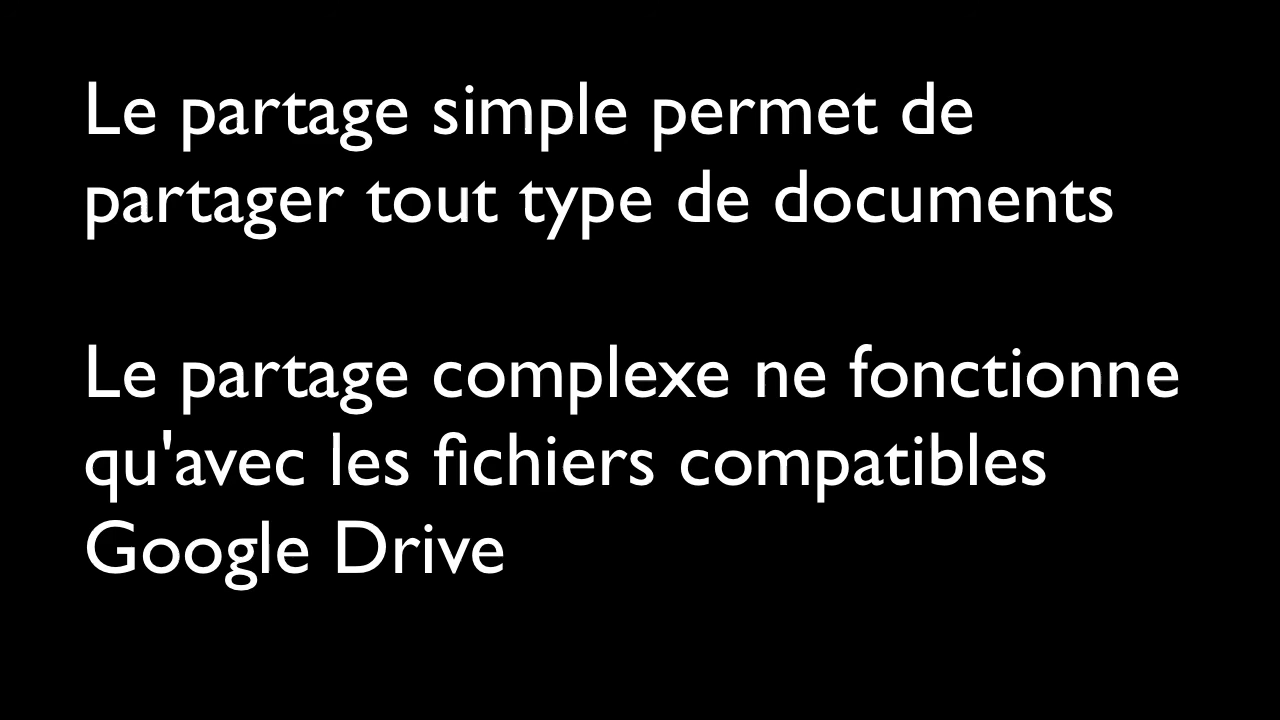 Le partage simple permet de
partager tout type de documents
Le partage complexe ne fonctionne
qu'avec les fichiers compatibles
Google Drive